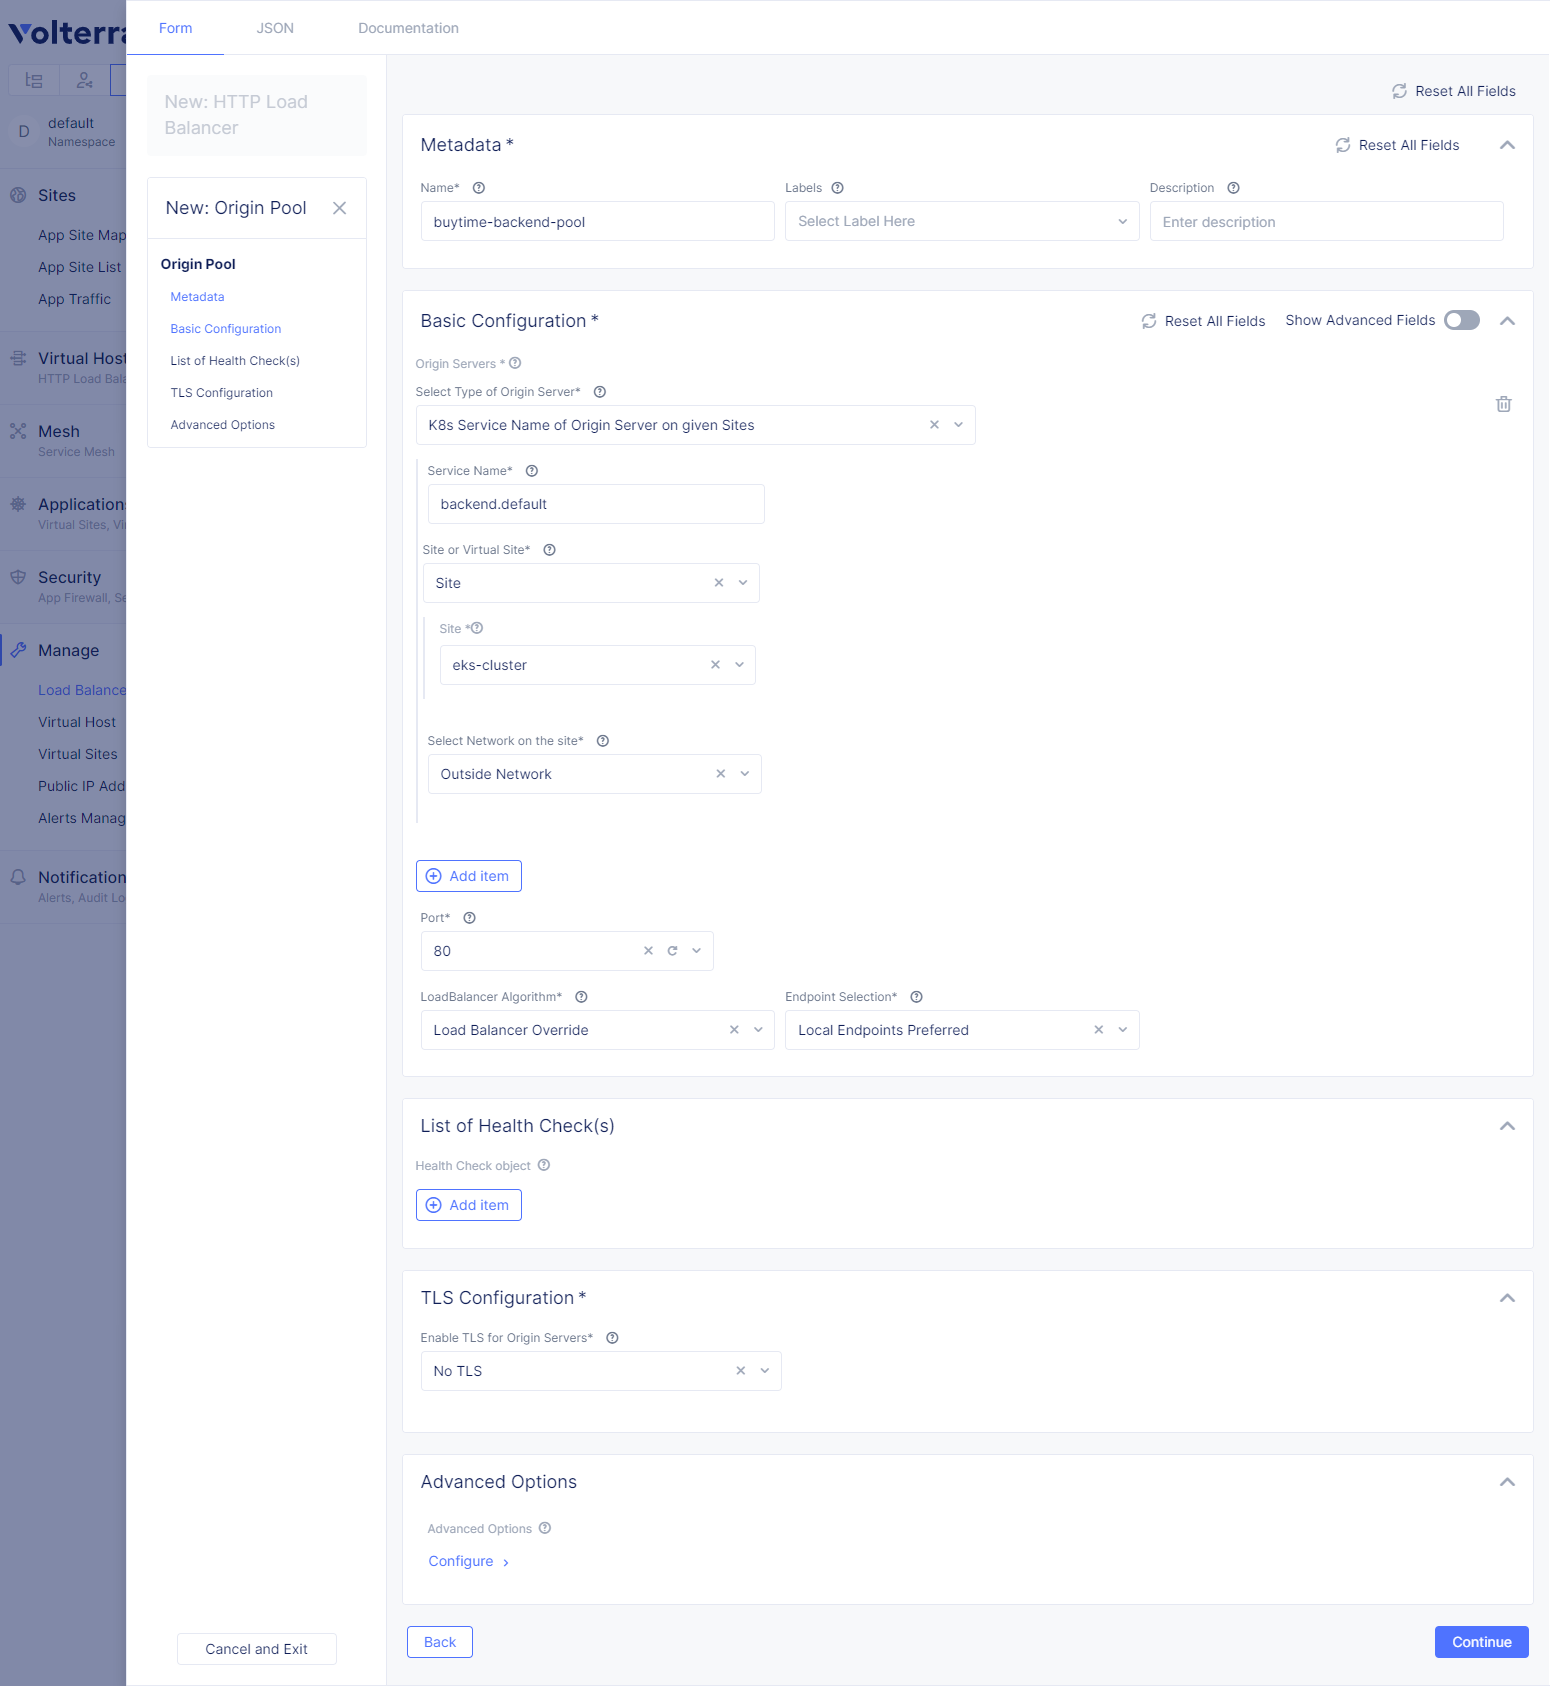 Volterra
Form
JSON
Documentation
D
default
Namespace
Sites
App Site Map
App Site List
App Traffic
Virtual Host
HTTP Load Bala
Mesh
Service Mesh
Applications
Virtual Sites, Vi
Security
App Firewall, Se
Manage
Load Balance
Virtual Host
Virtual Sites
Public IP Add
Alerts Manag
Notification
Alerts, Audit Lo
New: HTTP Load
Balancer
New: Origin Pool
Origin Pool
Metadata
Basic Configuration
List of Health Check(s)
TLS Configuration
Advanced Options
Cancel and Exit
Reset All Fields
Metadata *
Reset All Fields
Name*
Labels
Description
buytime-backend-pool
Select Label Here
Enter description
Basic Configuration *
Reset All Fields
Show Advanced Fields
Origin Servers *
Select Type of Origin Server*
K8s Service Name of Origin Server on given Sites
Service Name*
backend.default
Site or Virtual Site*
Site
Site *
eks-cluster
Select Network on the site*
Outside Network
Add item
Port*
80
LoadBalancer Algorithm*
Endpoint Selection*
Load Balancer Override
Local Endpoints Preferred
List of Health Check(s)
Health Check object
Add item
TLS Configuration *
Enable TLS for Origin Servers*
No TLS
Advanced Options
Advanced Options
Configure
Back
Continue